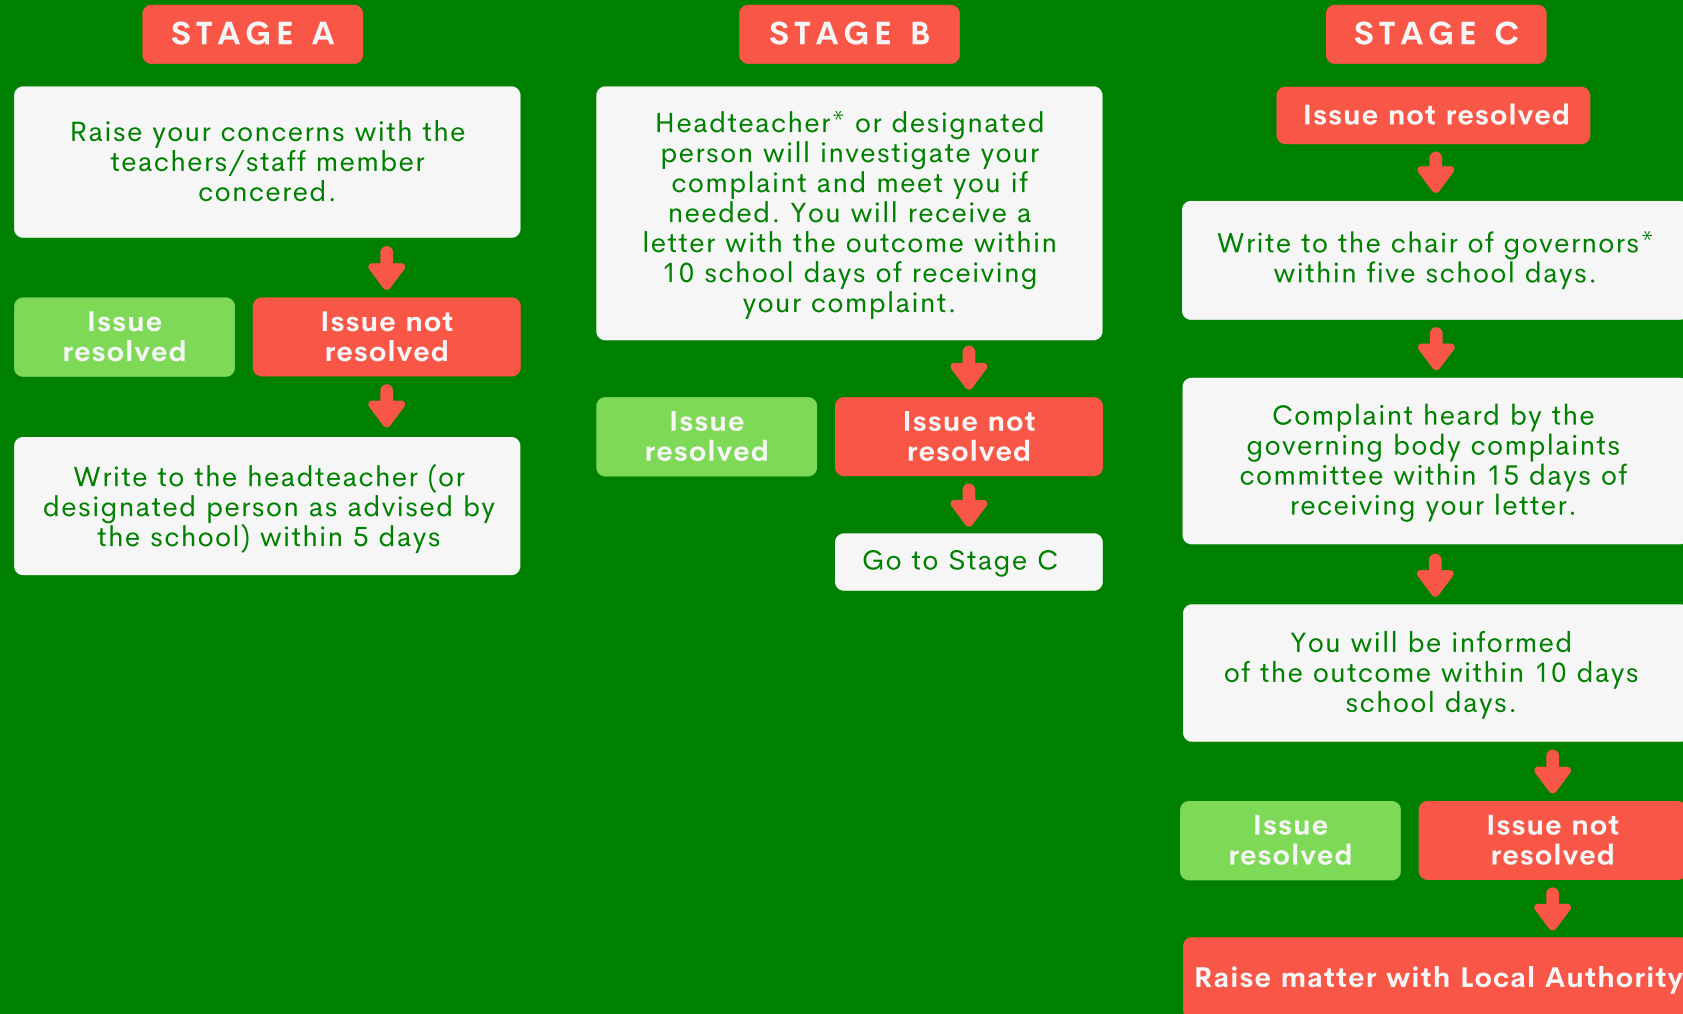 STAGE A
Raise your concerns with the
teachers/staff member
concered.
Issue
resolved
Issue not
resolved
Write to the headteacher (or
designated person as advised by
the school) within 5 days
STAGE B
Headteacher* or designated
person will investigate your
complaint and meet you if
needed. You will receive a
letter with the outcome within
10 school days of receiving
your complaint.
Issue
resolved
Issue not
resolved
Go to Stage C
STAGE C
Issue not resolved
Write to the chair of governors*
within five school days.
Complaint heard by the
governing body complaints
committee within 15 days of
receiving your letter.
You will be informed
of the outcome within 10 days
school days.
Issue
resolved
Issue not
resolved
Raise matter with Local Authority